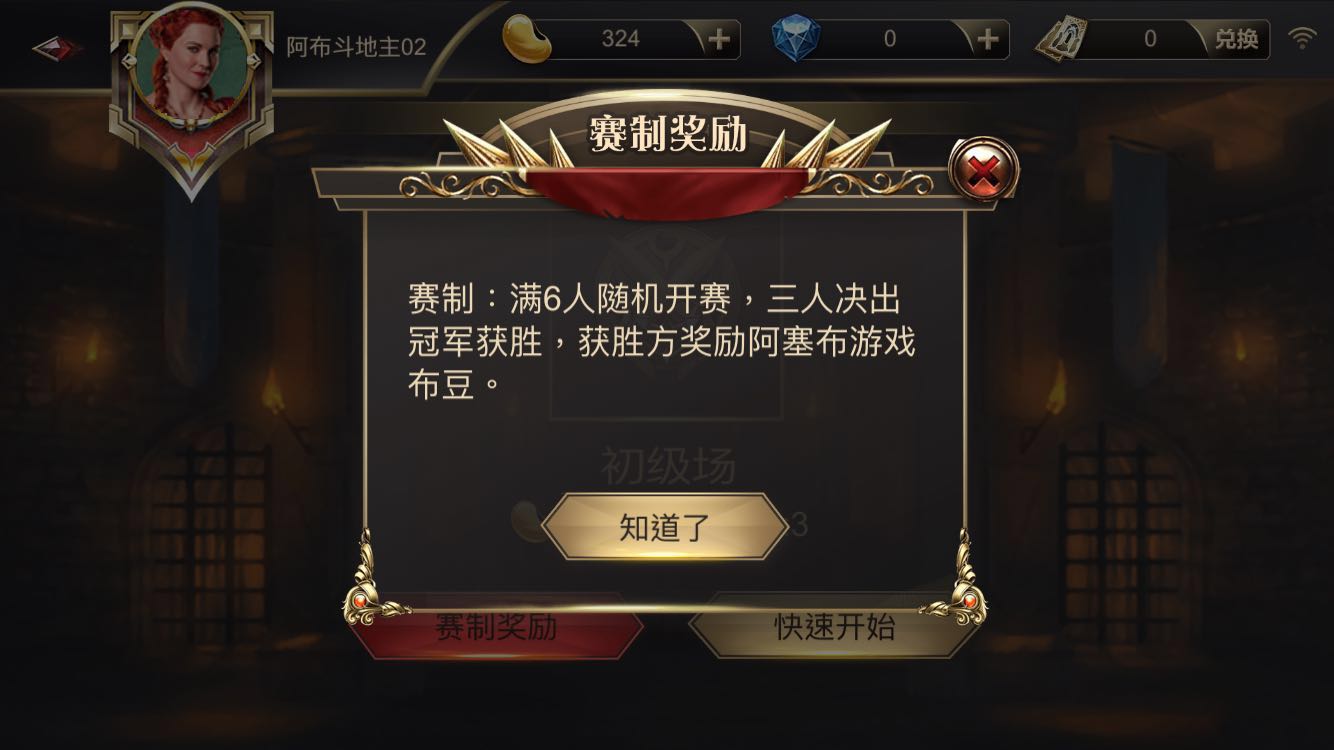 阿布斗地主02
324
0
0
兑换
赛制奖励
赛制：满6人随机开赛，三人决出
冠军获胜，获胜方奖励阿塞布游戏
布豆。
初级场
知道了
3
赛制奖励
快速开始